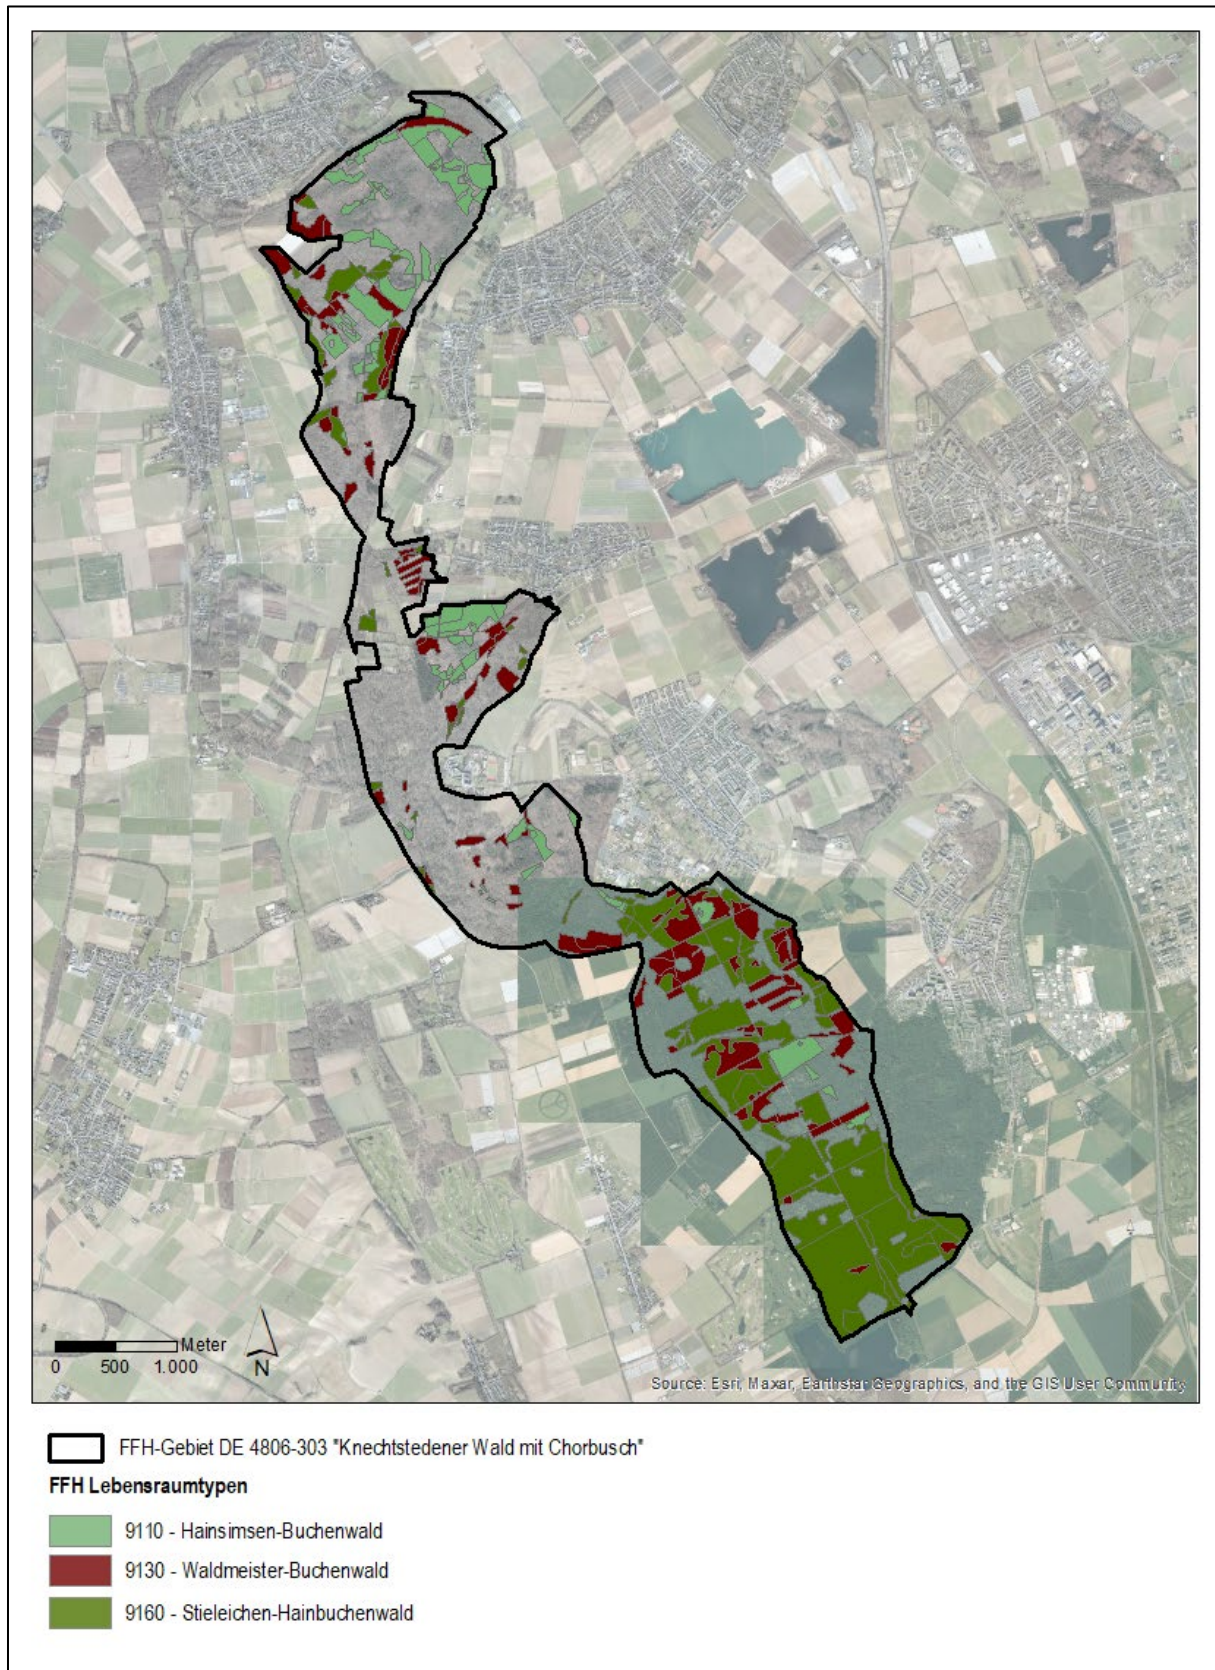 Meter
0 500 1.000
N
Source: Esri, Maxar, Earthstar Geographics, and the GIS User Community
FFH-Gebiet DE 4806-303 "Knechtstedener Wald mit Chorbusch"
FFH Lebensraumtypen
9110 - Hainsimsen-Buchenwald
9130 - Waldmeister-Buchenwald
9160 - Stieleichen-Hainbuchenwald